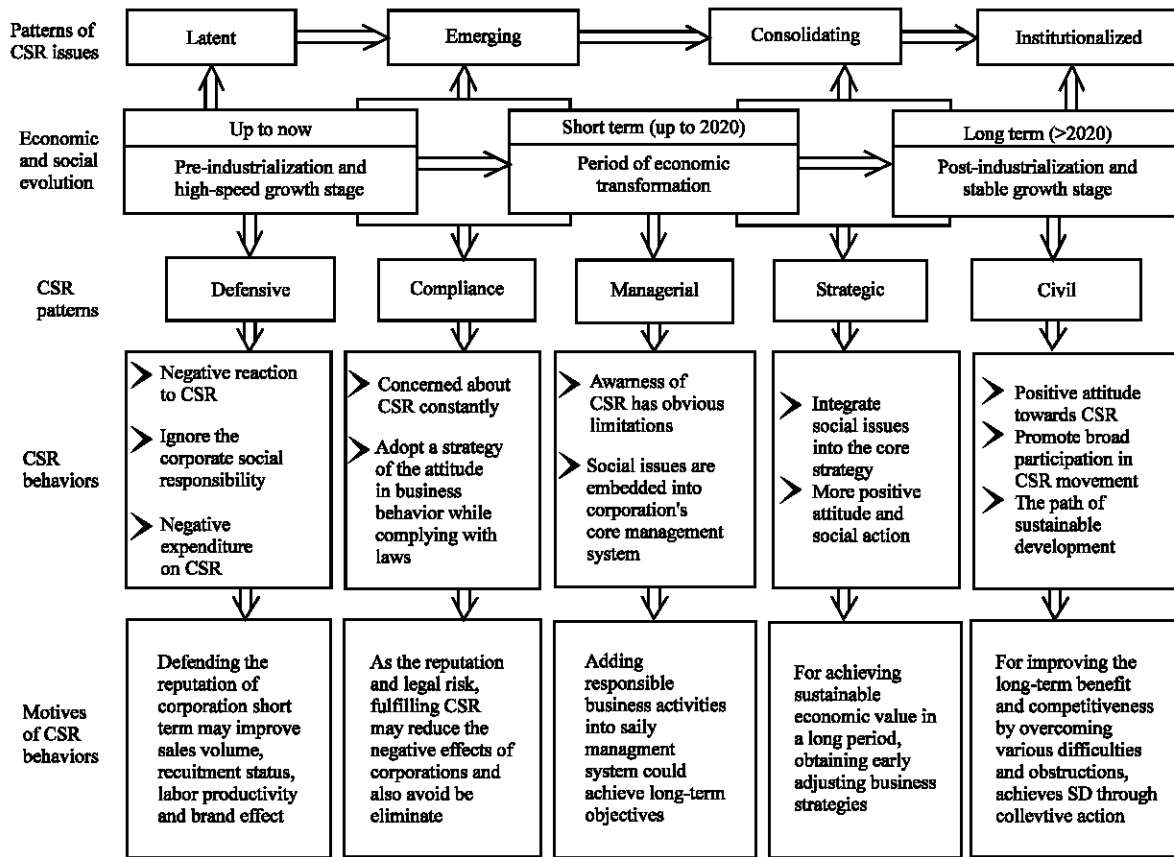 Patterns of
CSR issues
Latent
Emerging
Consolidating
Institutionalized
Economic
and social
evolution
Up to now
Pre-industrialization and
high-speed growth stage
Short term (up to 2020)
Period of economic
transformation
Long term (>2020)
Post-industrialization and
stable growth stage
CSR
patterns
Defensive
Compliance
Managerial
Strategic
Civil
CSR
behaviors
Negative reaction
to CSR
Ignore the
corporate social
responsibility
Negative
expenditure
on CSR
Concerned about
CSR constantly
Adopt a strategy
of the attitude
in business
behavior while
complying with
laws
Awareness of
CSR has obvious
limitations
Social issues are
embedded into
corporation's
core management
system
Integrate
social issues
into the core
strategy
More positive
attitude and
social action
Positive attitude
towards CSR
Promote broad
participation in
CSR movement
The path of
sustainable
development
Motives
of CSR
behaviors
Defending the
reputation of
corporation short
term may improve
sales volume,
recuitment status,
labor productivity
and brand effect
As the reputation
and legal risk,
fulfilling CSR
may reduce the
negative effects of
corporations and
also avoid be
eliminate
Adding
responsible
business activities
into saily
managment
system could
achieve long-term
objectives
For achieving
sustainable
economic value in
a long period,
obtaining early
adjusting business
strategies
For improving the
long-term benefit
and competitiveness
by overcoming
various difficulties
and obstructions,
achieves SD through
collevtive action